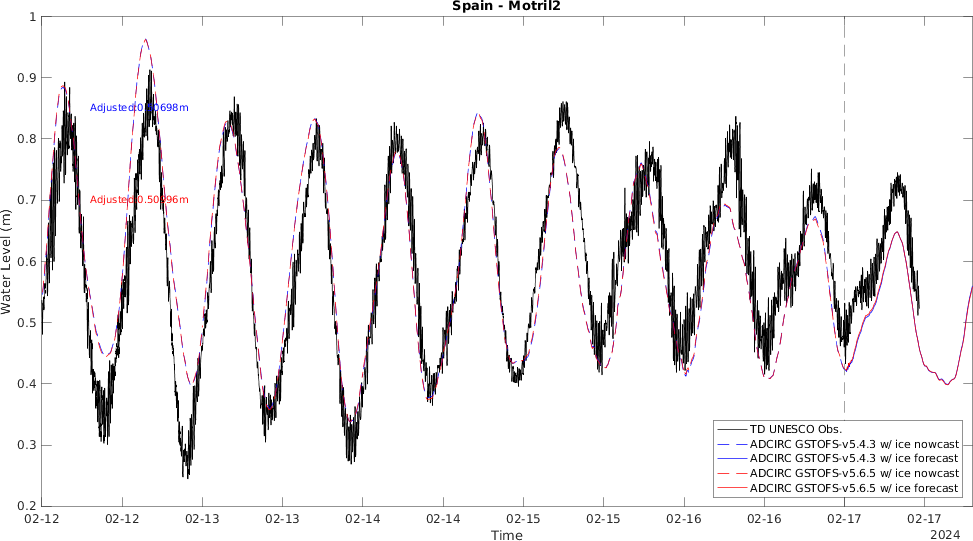 Spain - Motril2
1
0.9
0.8
0.7
0.6
0.5
0.4
0.3
0.2
Water Level (m)
Adjusted:0.50698m
Adjusted:0.50996m
TD UNESCO Obs.
ADCIRC GSTOFS-v5.4.3 w/ ice nowcast
ADCIRC GSTOFS-v5.4.3 w/ ice forecast
ADCIRC GSTOFS-v5.6.5 w/ ice nowcast
ADCIRC GSTOFS-v5.6.5 w/ ice forecast
02-12 02-12 02-13 02-13 02-14 02-14 02-15 02-15 02-16 02-16 02-17 02-17
Time
2024